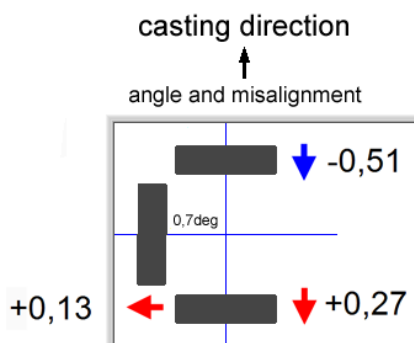 casting direction
angle and misalignment
-0,51
0,7deg
+0,13
+0,27